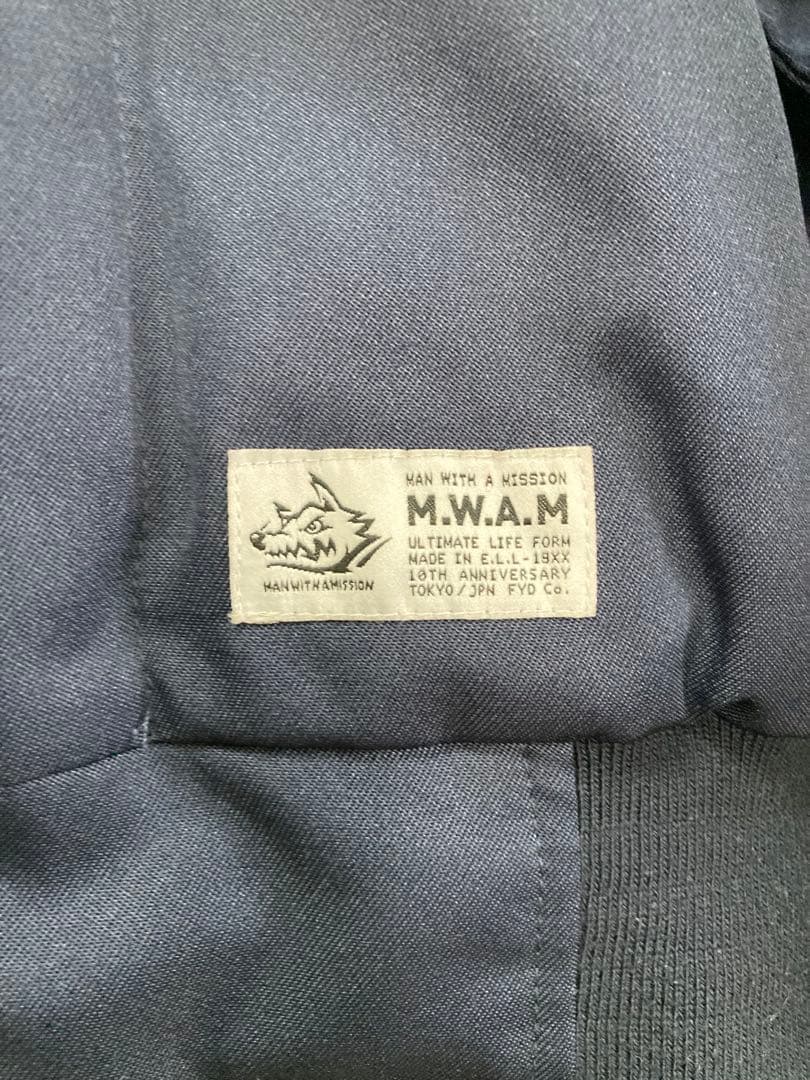 MANWITHAMISSION
MAN WITH A MISSION
M.W.A.M
ULTIMATE LIFE FORM
MADE IN E.L.L-19XX
10TH ANNIVERSARY
TOKYO/JPN FYD Co.